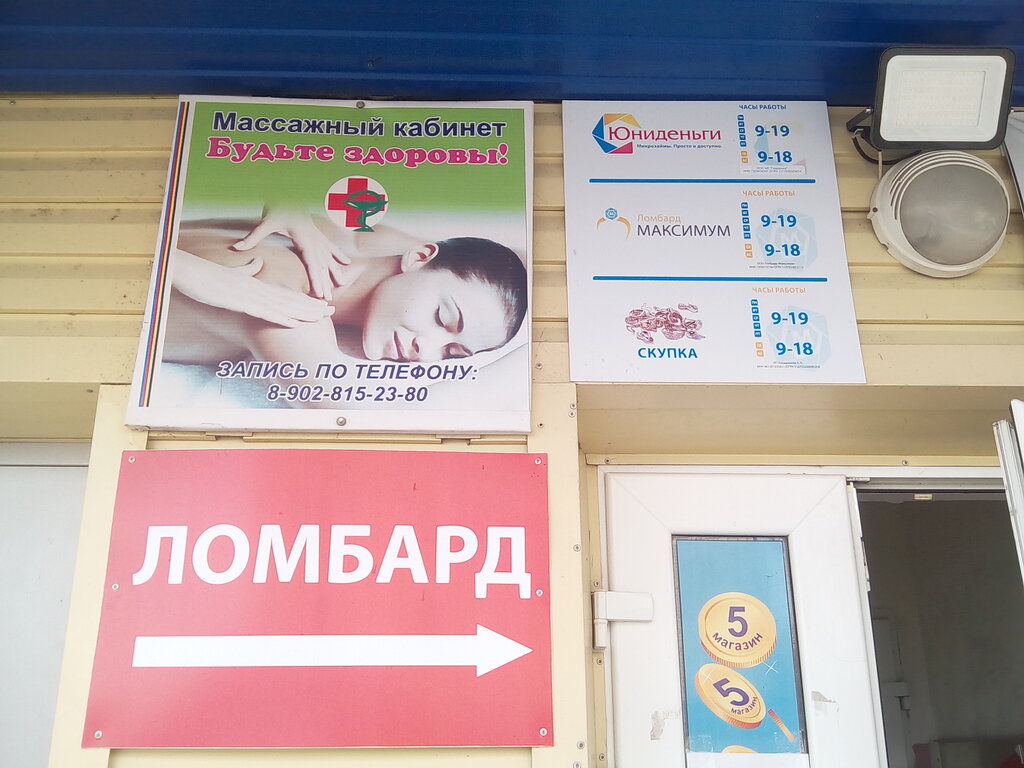 Массажный кабинет
Будьте здоровы!
ЗАПИСЬ ПО ТЕЛЕФОНУ:
8-902-815-23-80
Юниденьги
Микрозаймы. Просто и доступно.
ЧАСЫ РАБОТЫ
9-19
9-18
Ломбард
МАКСИМУМ
ЧАСЫ РАБОТЫ
9-19
9-18
СКУПКА
ЧАСЫ РАБОТЫ
9-19
9-18
ЛОМБАРД
5
магазин
5
магазин